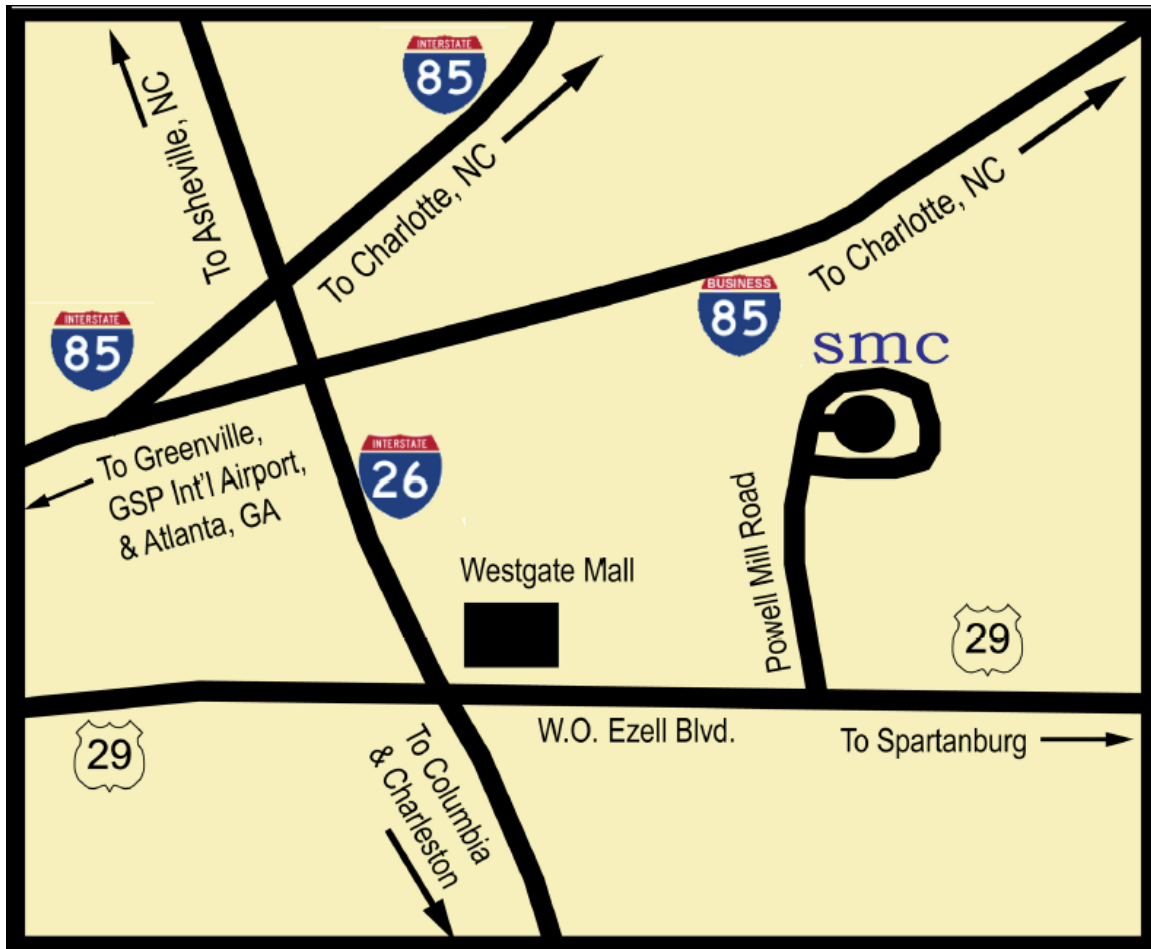 INTERSTATE
85
To Asheville, NC
To Charlotte, NC
To Charlotte, NC
INTERSTATE
85
BUSINESS
85
smc
To Greenville,
GSP Int'l Airport,
& Atlanta, GA
INTERSTATE
26
Westgate Mall
Powell Mill Road
29
W.O. Ezell Blvd.
To Spartanburg
29
To Columbia
& Charleston